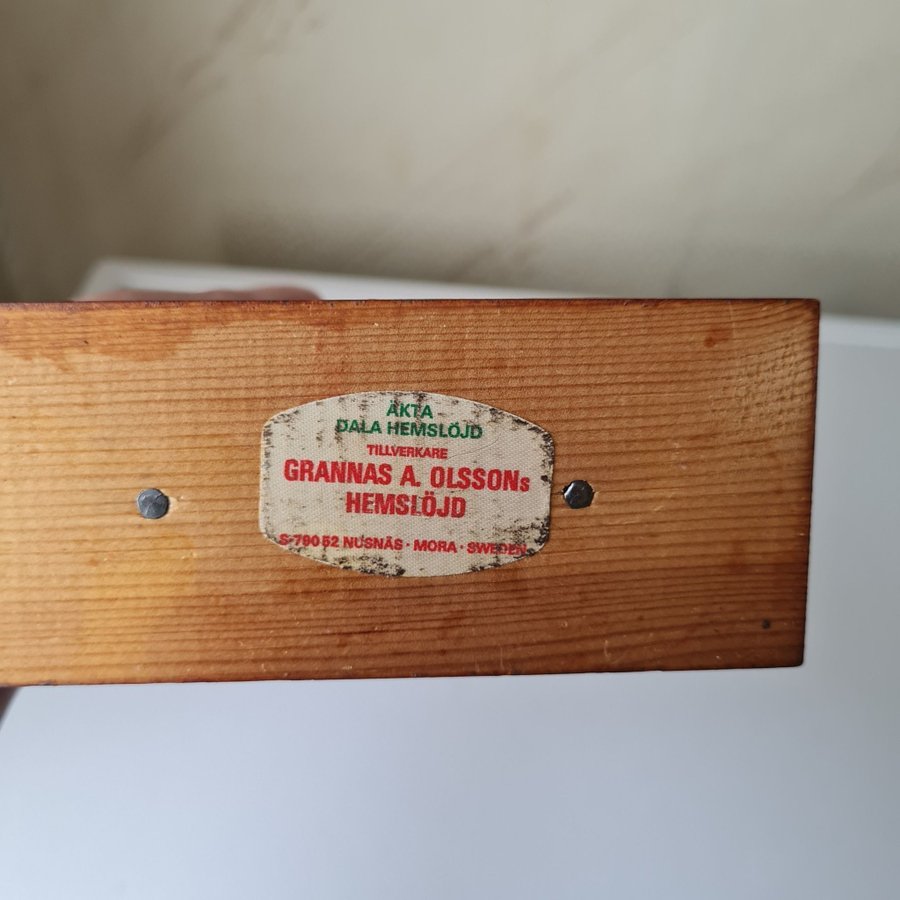 ÄKTA
DALA HEMSLÖJD
TILLVERKARE
GRANNAS A. OLSSONs
HEMSLÖJD
S-790 52 NUSNÄS · MORA · SWEDEN